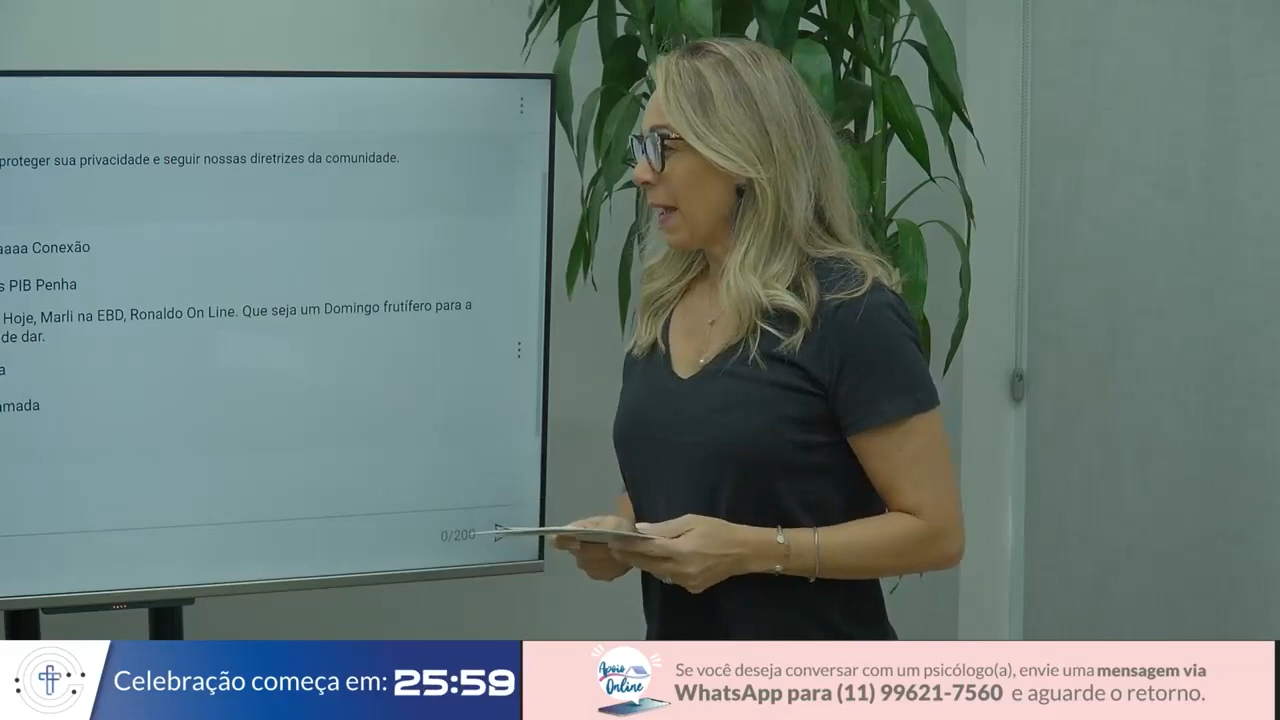 proteger sua privacidade e seguir nossas diretrizes da comunidade.
aaaa Conexão
s PIB Penha
Hoje, Marli na EBD, Ronaldo On Line. Que seja um Domingo frutífero para a
de dar.
a
amada
0/200
Celebração começa em: 25:59
Apoio
Online
Se você deseja conversar com um psicólogo(a), envie uma mensagem via
WhatsApp para (11) 99621-7560 e aguarde o retorno.